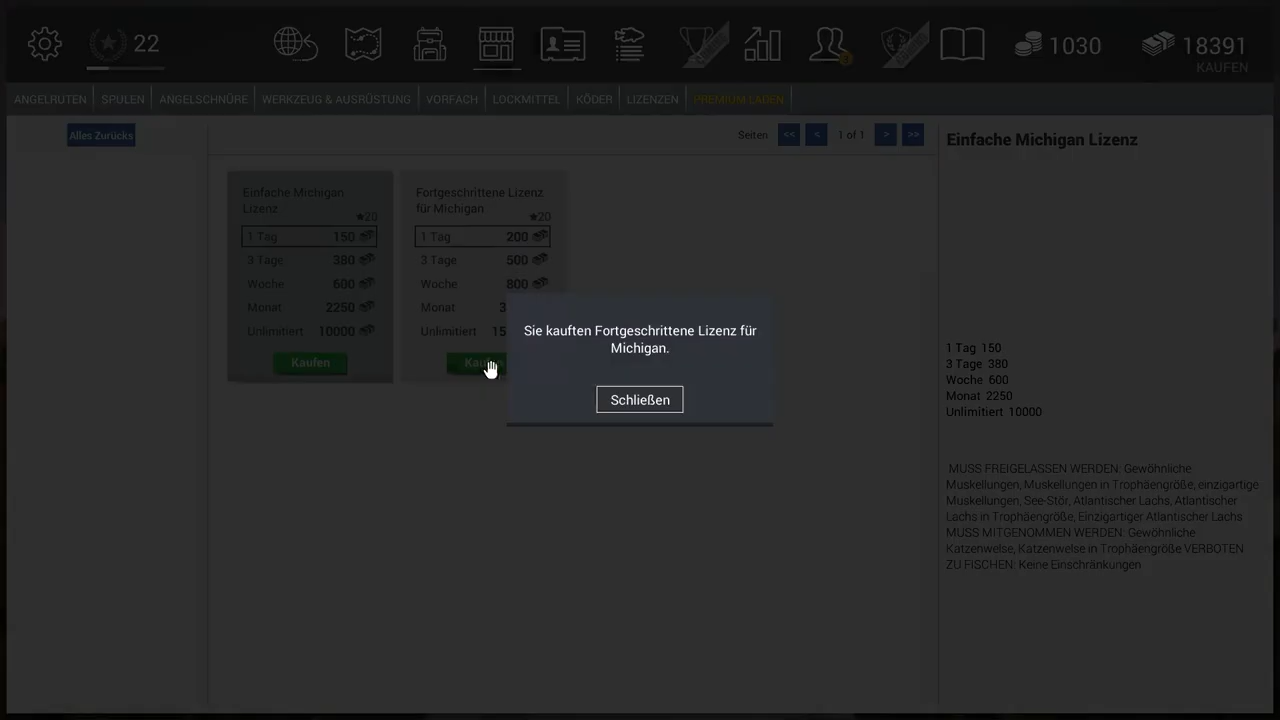 22
1030
18391
KAUFEN
ANGELRUTEN
SPULEN
ANGELSCHNÜRE
WERKZEUG & AUSRÜSTUNG
VORFACH
LOCKMITTEL
KÖDER
LIZENZEN
PREMIUM LADEN
Alles Zurücks
Seiten << < 1 of 1 > >>
Einfache Michigan
Lizenz
★20
1 Tag 150
3 Tage 380
Woche 600
Monat 2250
Unlimitiert 10000
Kaufen
Fortgeschrittene Lizenz
für Michigan
★20
1 Tag 200
3 Tage 500
Woche 800
Monat 3
Unlimitiert 15
Sie kauften Fortgeschrittene Lizenz für
Michigan.
Schließen
Einfache Michigan Lizenz
1 Tag 150
3 Tage 380
Woche 600
Monat 2250
Unlimitiert 10000
MUSS FREIGELASSEN WERDEN: Gewöhnliche
Muskellungen, Muskellungen in Trophäengröße, einzigartige
Muskellungen, See-Stör, Atlantischer Lachs, Atlantischer
Lachs in Trophäengröße, Einzigartiger Atlantischer Lachs
MUSS MITGENOMMEN WERDEN: Gewöhnliche
Katzenwelse, Katzenwelse in Trophäengröße VERBOTEN
ZU FISCHEN: Keine Einschränkungen